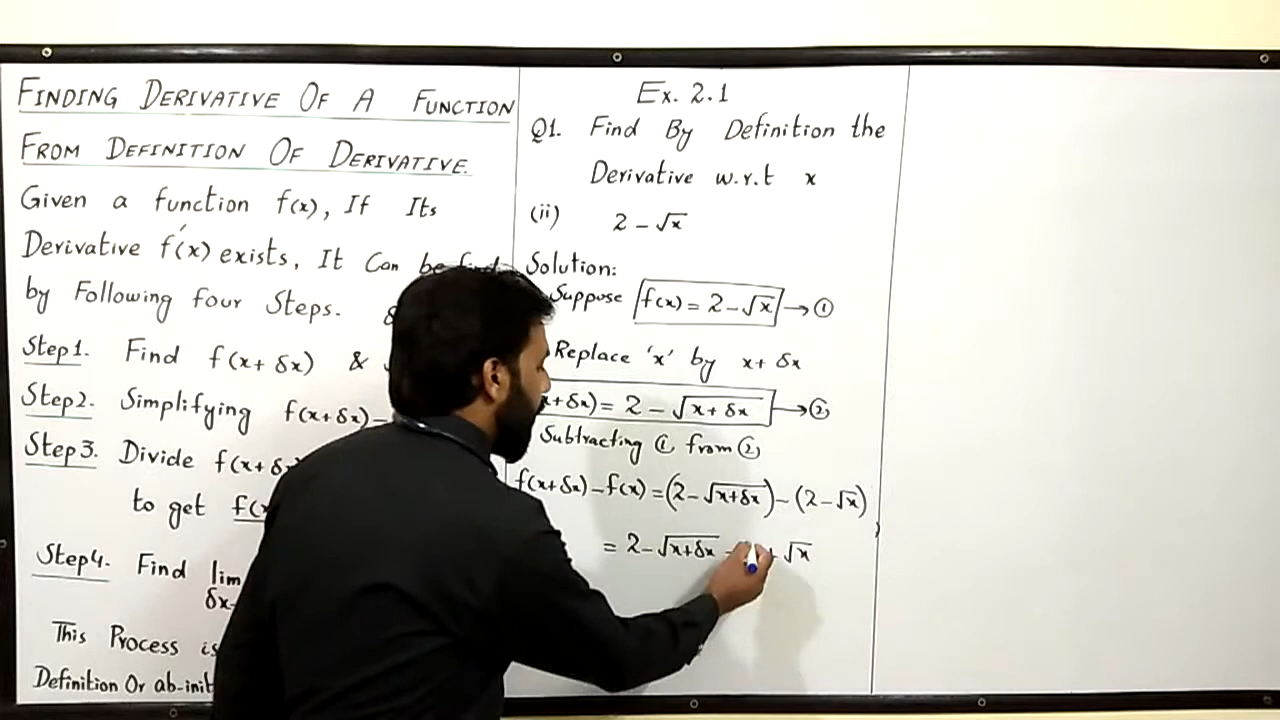 FINDING DERIVATIVE OF A FUNCTION
FROM DEFINITION OF DERIVATIVE.
Given a function f(x), If Its
Derivative f'(x) exists, It Can be
by Following four Steps.
Step1. Find f(x+δx) &
Step2. Simplifying f(x+δx)-
Step3. Divide f(x+δ
to get f(x
Step4. Find lim
δx
This Process is
Definition Or ab-init
Ex. 2.1
Q1. Find By Definition the
Derivative w.r.t x
(ii) 2-√x
Solution:
Suppose f(x)=2-√x →①
Replace 'x' by x+δx
x+δx)=2-√x+δx →②
Subtracting ① from ②
f(x+δx)-f(x)=(2-√x+δx)-(2-√x)
=2-√x+δx - + √x